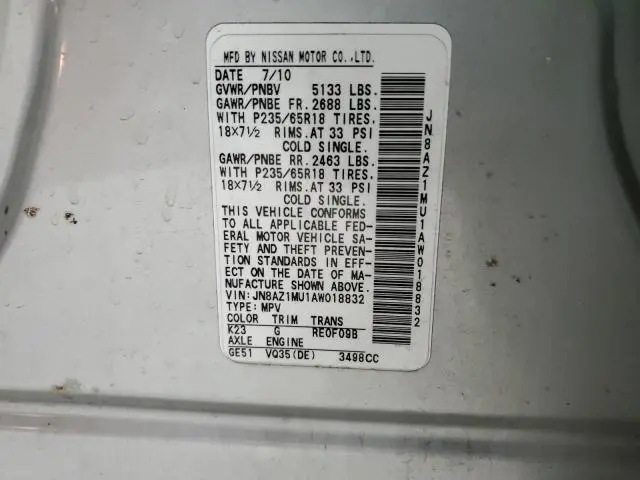 MFD BY NISSAN MOTOR CO.,LTD.
DATE 7/10
GVWR/PNBV 5133 LBS.
GAWR/PNBE FR. 2688 LBS.
WITH P235/65R18 TIRES.
18X7½ RIMS. AT 33 PSI
COLD SINGLE.
GAWR/PNBE RR. 2463 LBS.
WITH P235/65R18 TIRES.
18X7½ RIMS. AT 33 PSI
COLD SINGLE.
THIS VEHICLE CONFORMS
TO ALL APPLICABLE FED-
ERAL MOTOR VEHICLE SA-
FETY AND THEFT PREVEN-
TION STANDARDS IN EFF-
ECT ON THE DATE OF MA-
NUFACTURE SHOWN ABOVE.
VIN: JN8AZ1MU1AW018832
TYPE: MPV
COLOR TRIM TRANS
K23 G RE0F09B
AXLE ENGINE
GE51 VQ35(DE) 3498CC
JN8AZ1MU1AW018832